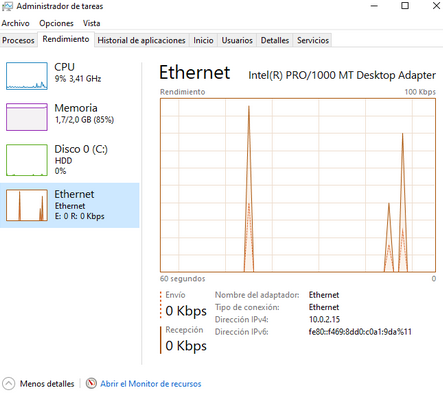 Administrador de tareas
Archivo Opciones Vista
Procesos Rendimiento Historial de aplicaciones Inicio Usuarios Detalles Servicios
CPU
9% 3,41 GHz
Memoria
1,7/2,0 GB (85%)
Disco 0 (C:)
HDD
0%
Ethernet
Ethernet
E: 0 R: 0 Kbps
Ethernet Intel(R) PRO/1000 MT Desktop Adapter
Rendimiento 100 Kbps
60 segundos 0
Envío
0 Kbps
Recepción
0 Kbps
Nombre del adaptador: Ethernet
Tipo de conexión: Ethernet
Dirección IPv4: 10.0.2.15
Dirección IPv6: fe80::f469:8dd0:c0a1:9da%11
Menos detalles Abrir el Monitor de recursos